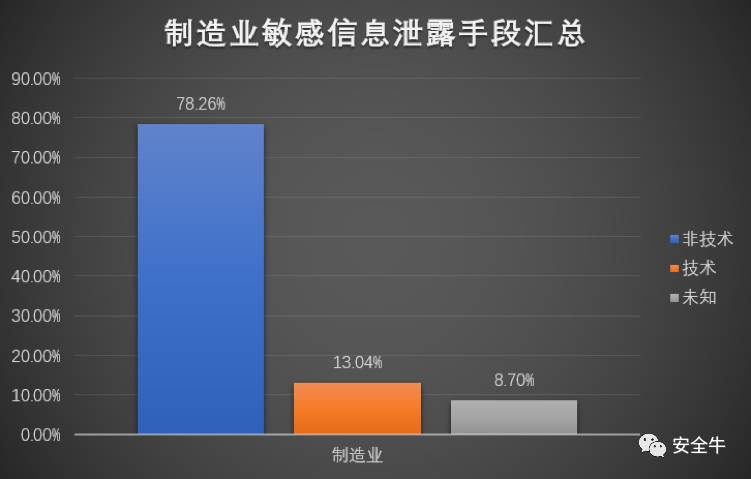 制造业敏感信息泄露手段汇总
90.00%
80.00%
70.00%
60.00%
50.00%
40.00%
30.00%
20.00%
10.00%
0.00%
78.26%
13.04%
8.70%
制造业
非技术
技术
未知
安全牛